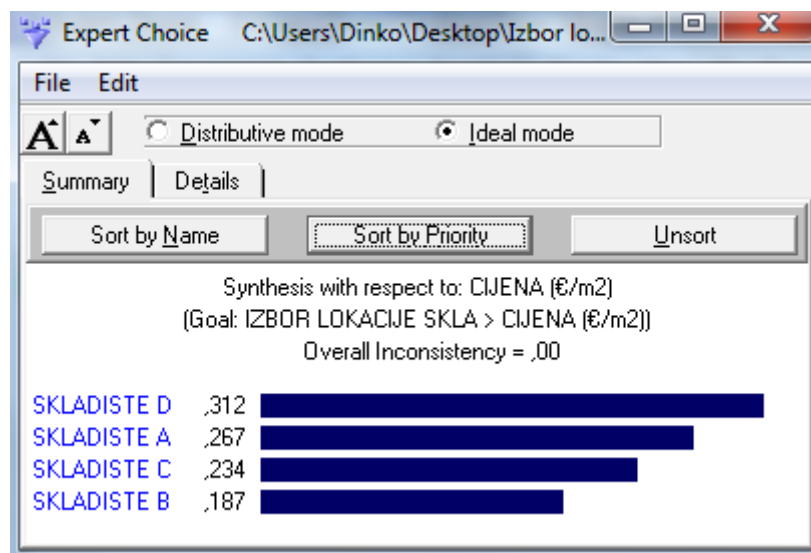 Expert Choice C:\Users\Dinko\Desktop\Izbor lo...
File Edit
A A Distributive mode Ideal mode
Summary Details
Sort by Name Sort by Priority Unsort
Synthesis with respect to: CIJENA (€/m2)
(Goal: IZBOR LOKACIJE SKLA > CIJENA (€/m2))
Overall Inconsistency = ,00
SKLADISTE D ,312
SKLADISTE A ,267
SKLADISTE C ,234
SKLADISTE B ,187